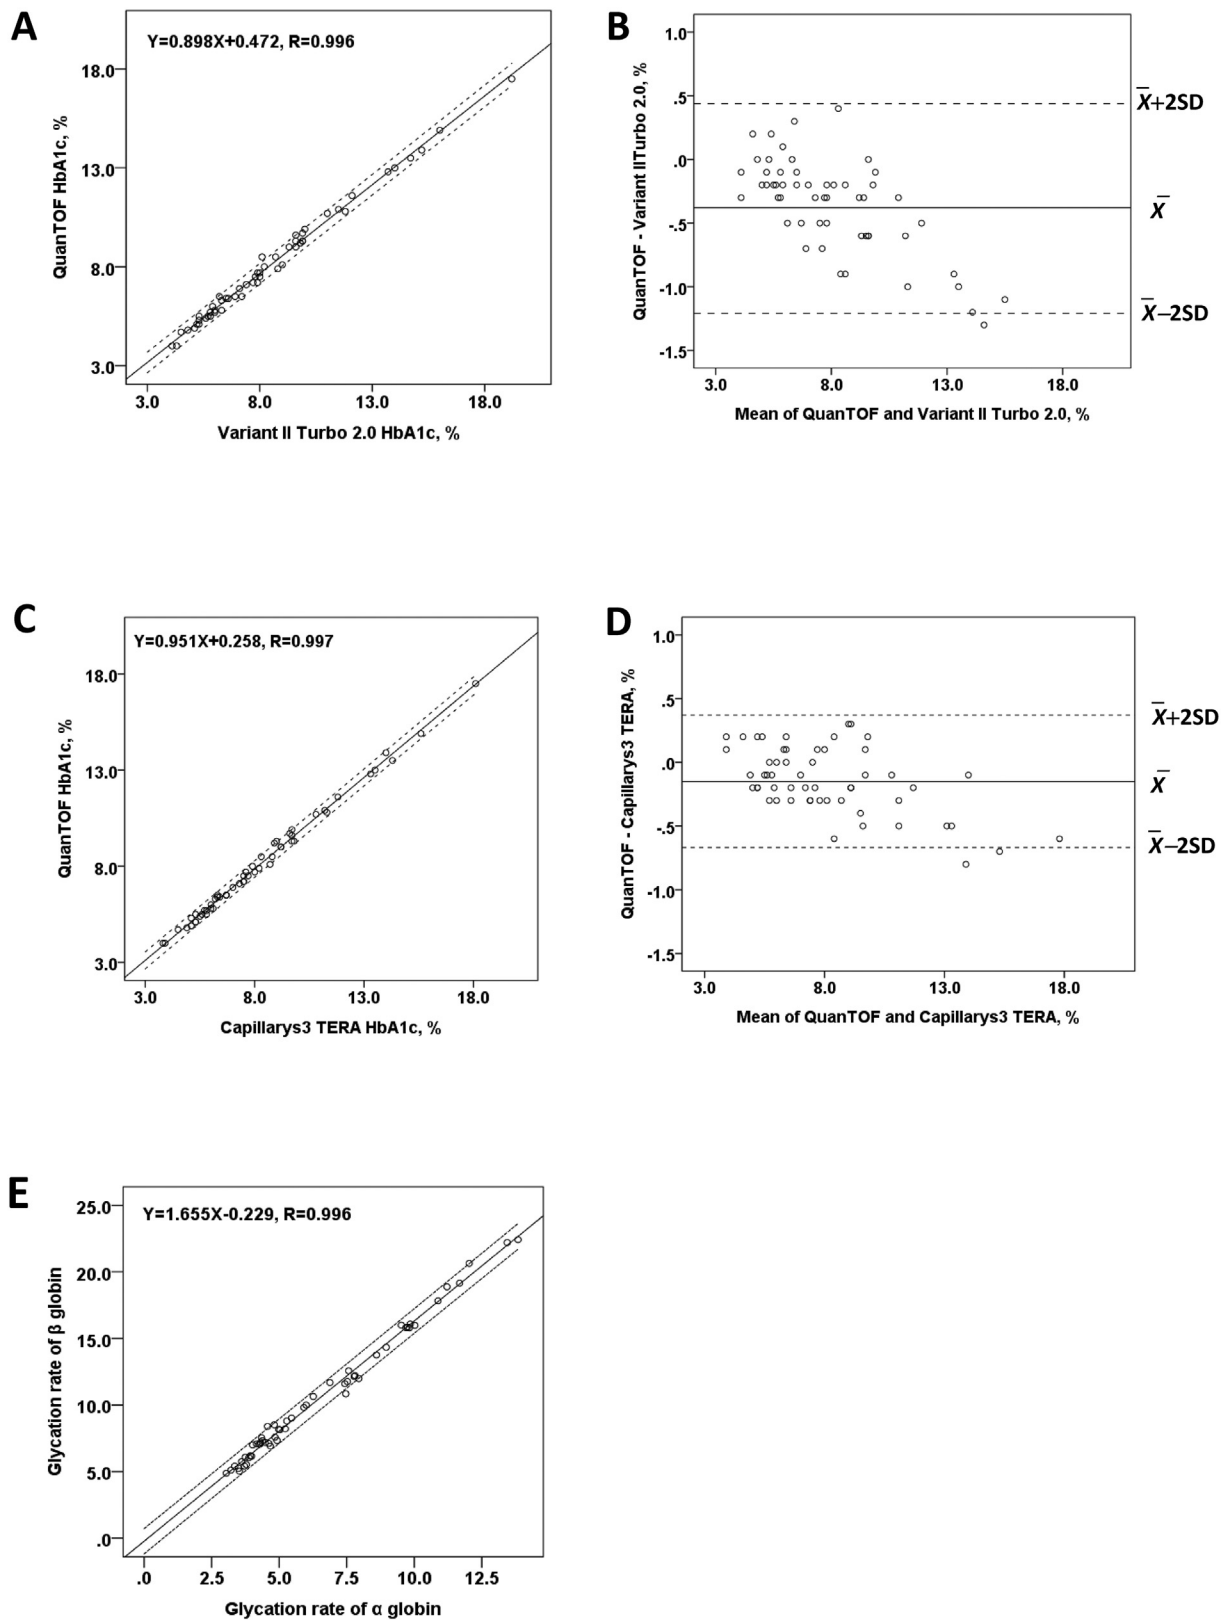 A
Y=0.898X+0.472, R=0.996
QuanTOF HbA1c, %
18.0
13.0
8.0
3.0
3.0 8.0 13.0 18.0
Variant II Turbo 2.0 HbA1c, %
B
QuanTOF - Variant IITurbo 2.0, %
1.0
.5
.0
-.5
-1.0
-1.5
X̅+2SD
X̅
X̅−2SD
3.0 8.0 13.0 18.0
Mean of QuanTOF and Variant II Turbo 2.0, %
C
Y=0.951X+0.258, R=0.997
QuanTOF HbA1c, %
18.0
13.0
8.0
3.0
3.0 8.0 13.0 18.0
Capillarys3 TERA HbA1c, %
D
QuanTOF - Capillarys3 TERA, %
1.0
.5
.0
-.5
-1.0
-1.5
X̅+2SD
X̅
X̅−2SD
3.0 8.0 13.0 18.0
Mean of QuanTOF and Capillarys3 TERA, %
E
Y=1.655X-0.229, R=0.996
Glycation rate of β globin
25.0
20.0
15.0
10.0
5.0
.0
.0 2.5 5.0 7.5 10.0 12.5
Glycation rate of α globin